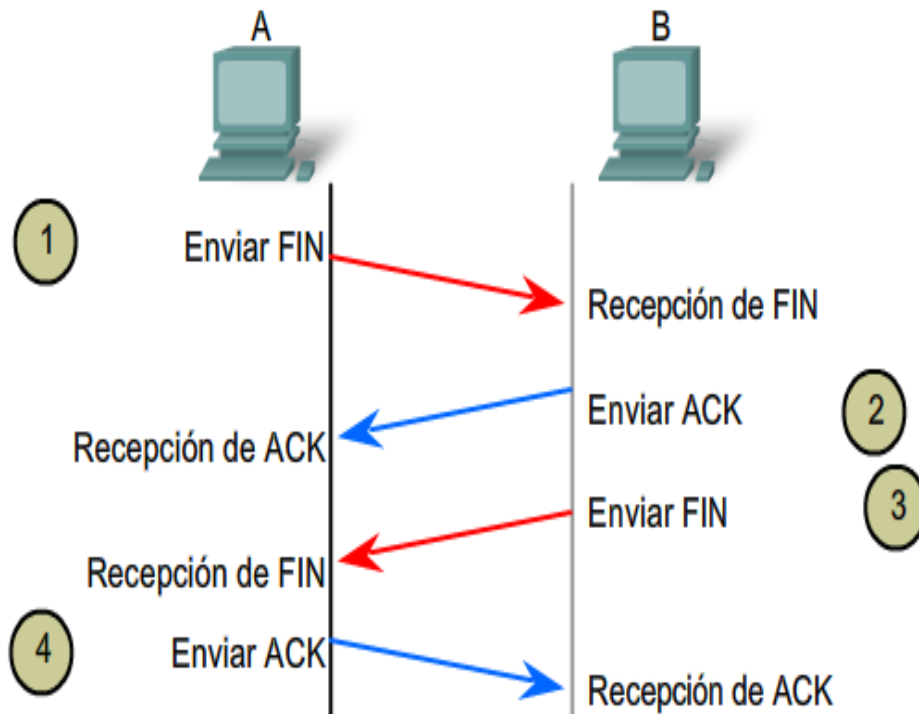 A
B
1
Enviar FIN
Recepción de FIN
Enviar ACK
2
Recepción de ACK
Enviar FIN
3
Recepción de FIN
4
Enviar ACK
Recepción de ACK